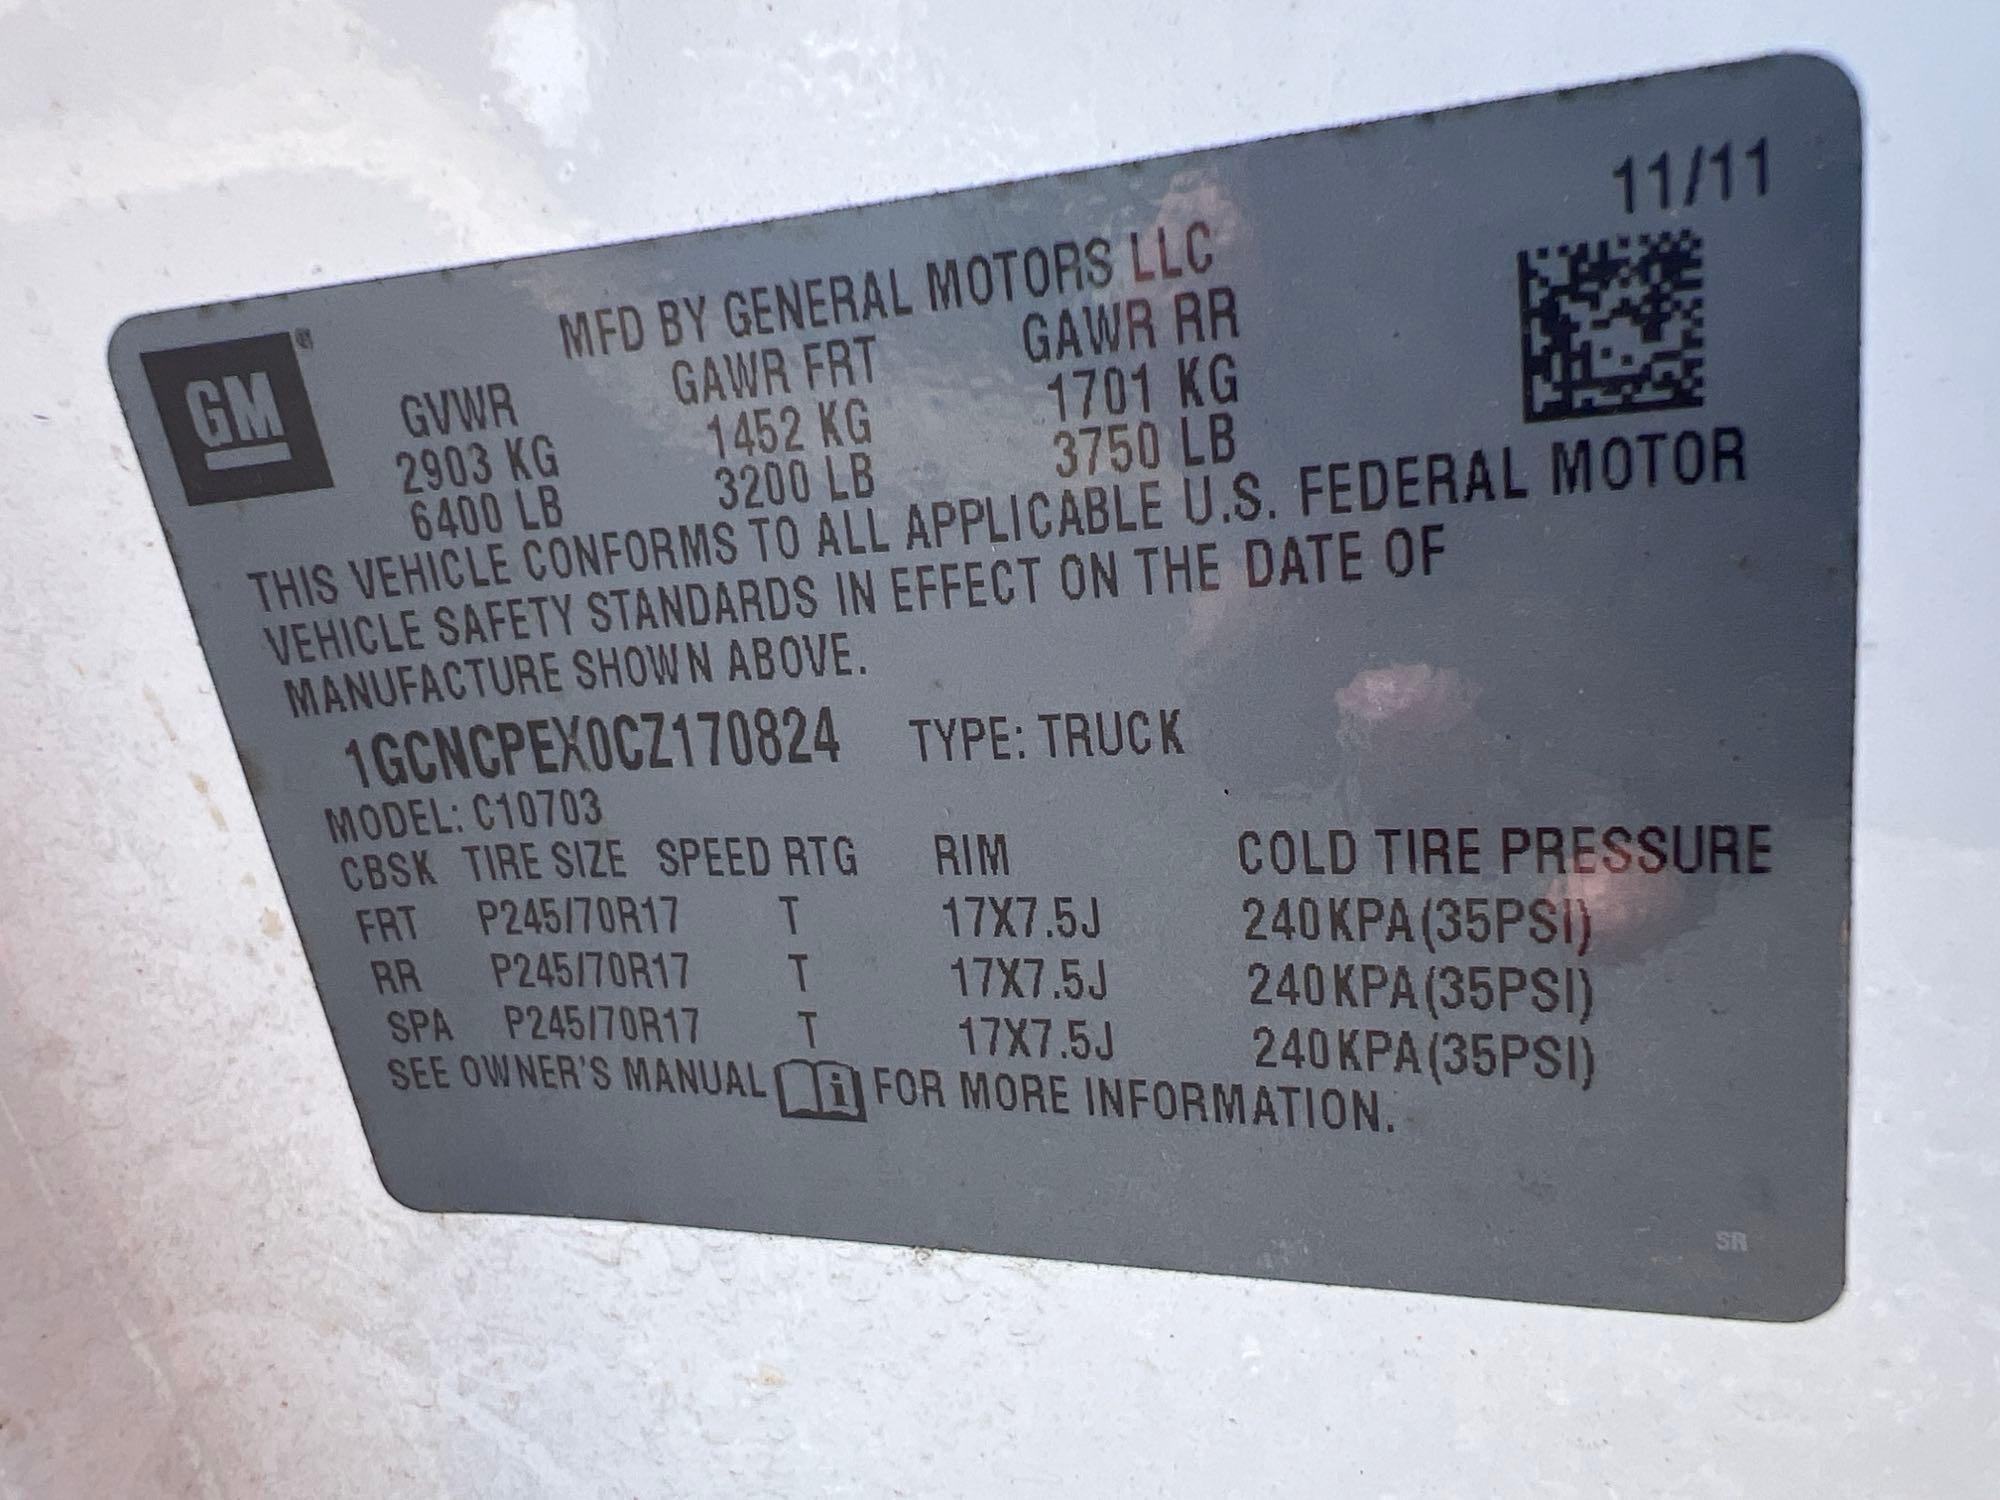 11/11
MFD BY GENERAL MOTORS LLC
GM
GVWR GAWR FRT GAWR RR
2903 KG 1452 KG 1701 KG
6400 LB 3200 LB 3750 LB
THIS VEHICLE CONFORMS TO ALL APPLICABLE U.S. FEDERAL MOTOR
VEHICLE SAFETY STANDARDS IN EFFECT ON THE DATE OF
MANUFACTURE SHOWN ABOVE.
1GCNCPEX0CZ170824 TYPE: TRUCK
MODEL: C10703
CBSK TIRE SIZE SPEED RTG RIM COLD TIRE PRESSURE
FRT P245/70R17 T 17X7.5J 240KPA(35PSI)
RR P245/70R17 T 17X7.5J 240KPA(35PSI)
SPA P245/70R17 T 17X7.5J 240KPA(35PSI)
SEE OWNER'S MANUAL i FOR MORE INFORMATION.
SR